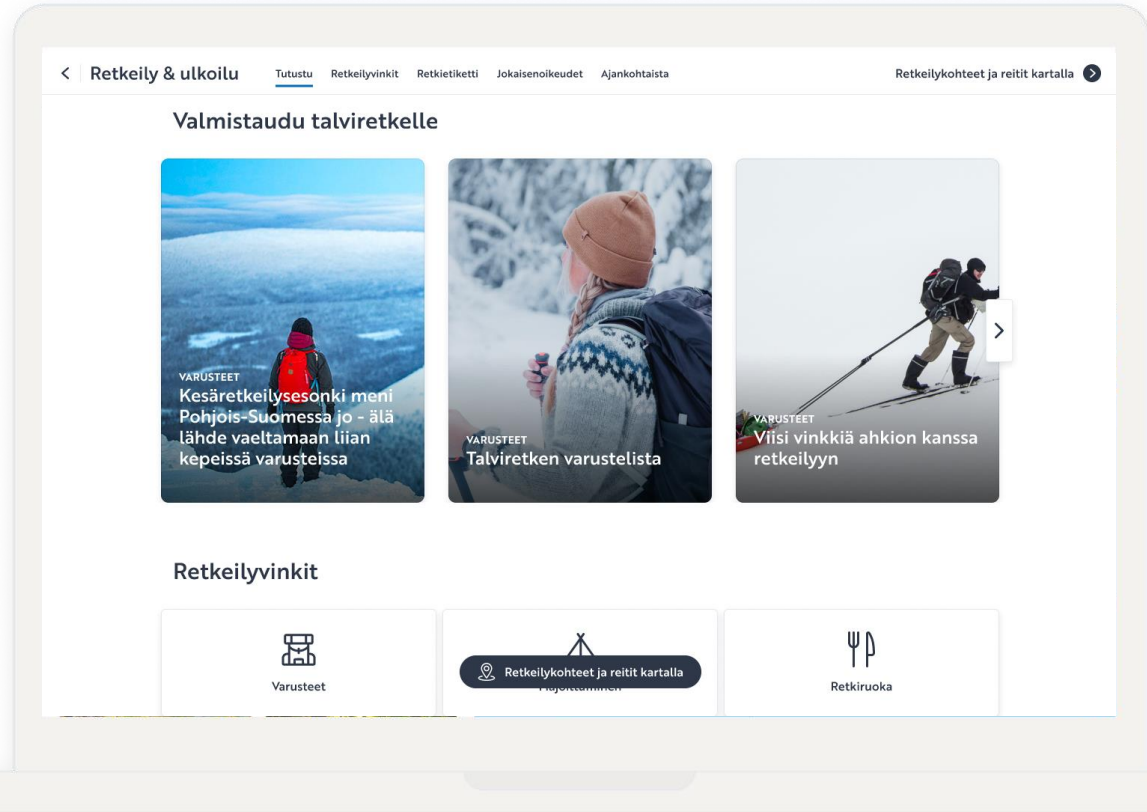 Retkeily & ulkoilu
Tutustu
Retkeilyvinkit
Retkietiketti
Jokaisenoikeudet
Ajankohtaista
Retkeilykohteet ja reitit kartalla
Valmistaudu talviretkelle
VARUSTEET
Kesäretkeilysesonki meni
Pohjois-Suomessa jo - älä
lähde vaeltamaan liian
kepeissä varusteissa
VARUSTEET
Talviretken varustelista
VARUSTEET
Viisi vinkkiä ahkion kanssa
retkeilyyn
Retkeilyvinkit
Varusteet
Retkeilykohteet ja reitit kartalla
Majoittuminen
Retkiruoka